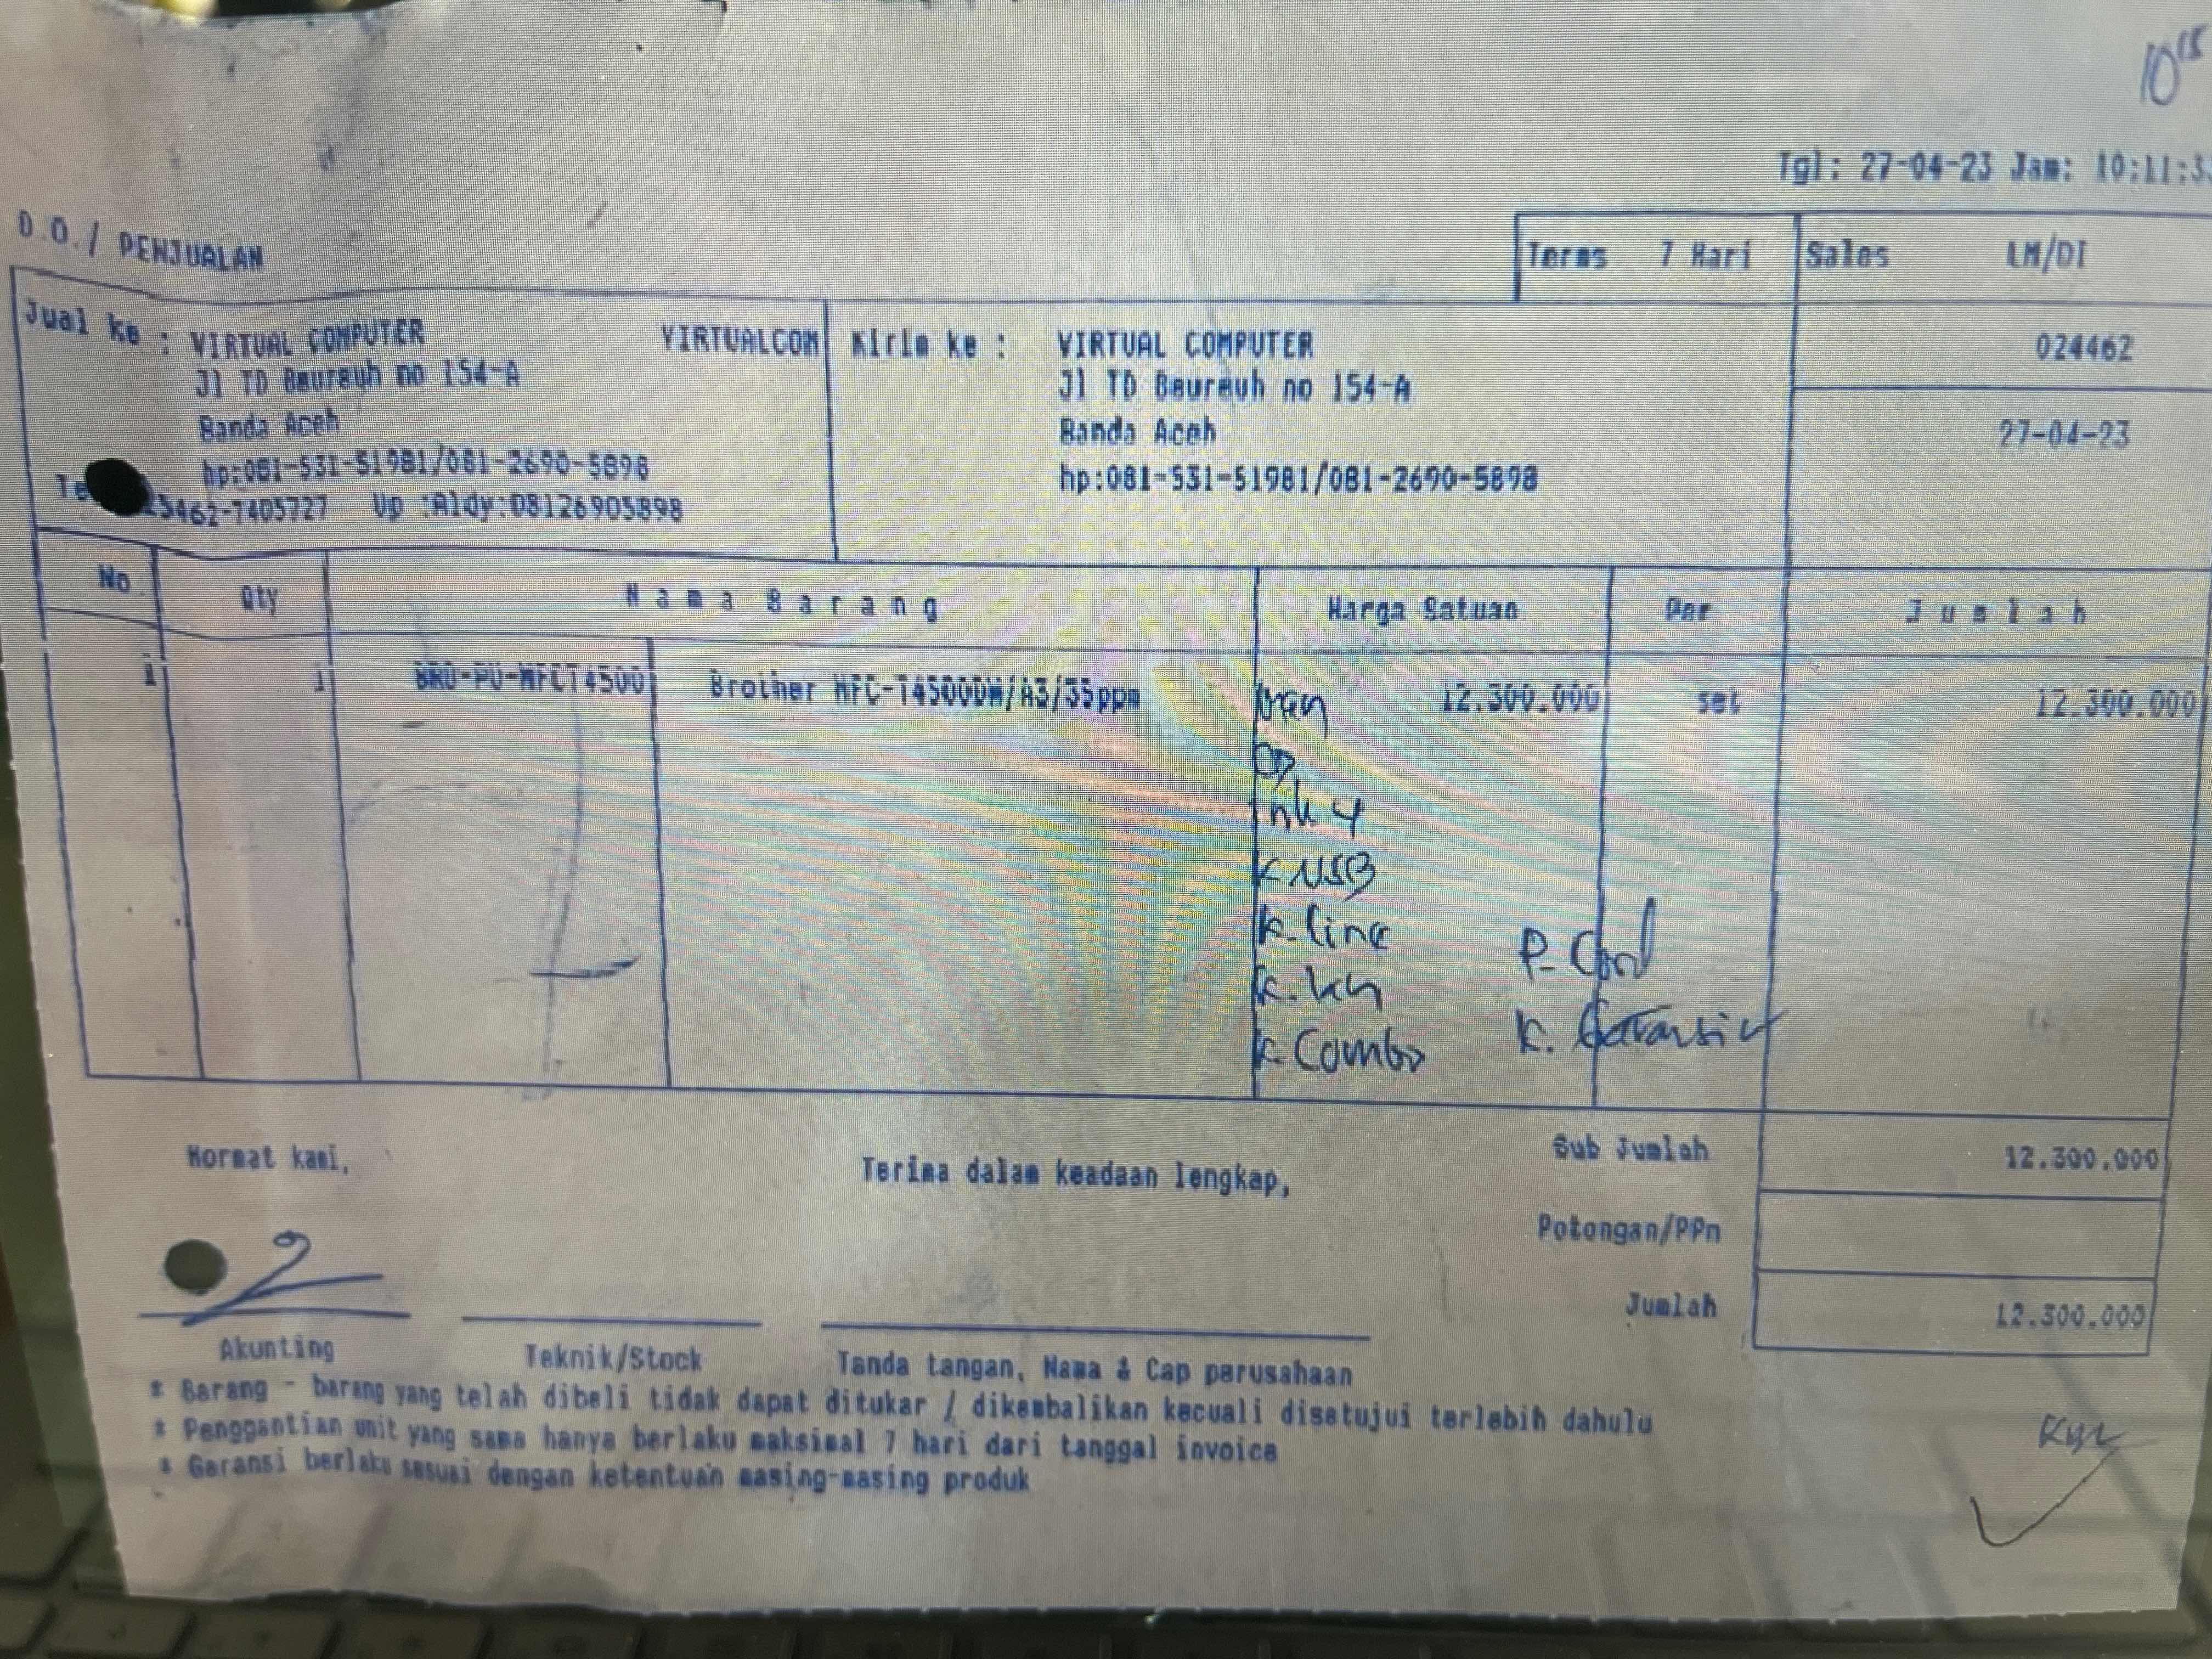 10 15
Tgl: 27-04-23 Jam: 10:11:3
D.O./ PENJUALAN
Terms 7 Hari Sales LM/DI
Jual ke : VIRTUAL COMPUTER VIRTUALCOM Kirim ke : VIRTUAL COMPUTER 024462
Jl TD Beureuh no 154-A Jl TD Beureuh no 154-A
Banda Aceh Banda Aceh 27-04-23
hp:081-531-51981/081-2690-5898 hp:081-531-51981/081-2690-5898
Te 25462-7405727 Up :Aldy:08126905898
No Qty Nama Barang Harga Satuan Per Jumlah
1 1 BRO-PU-MFCT4500 Brother MFC-T4500DW/A3/35ppm 12.300.000 set 12.300.000
CD
Ink 4
K.USB
K. line
P. Cord
K. Combo K. Garansi
Hormat kami, Terima dalam keadaan lengkap, Sub Jumlah 12.300.000
Potongan/PPn
Jumlah 12.300.000
Akunting Teknik/Stock Tanda tangan, Nama & Cap perusahaan
* Barang - barang yang telah dibeli tidak dapat ditukar / dikembalikan kecuali disetujui terlebih dahulu
* Penggantian unit yang sama hanya berlaku maksimal 7 hari dari tanggal invoice
* Garansi berlaku sesuai dengan ketentuan masing-masing produk